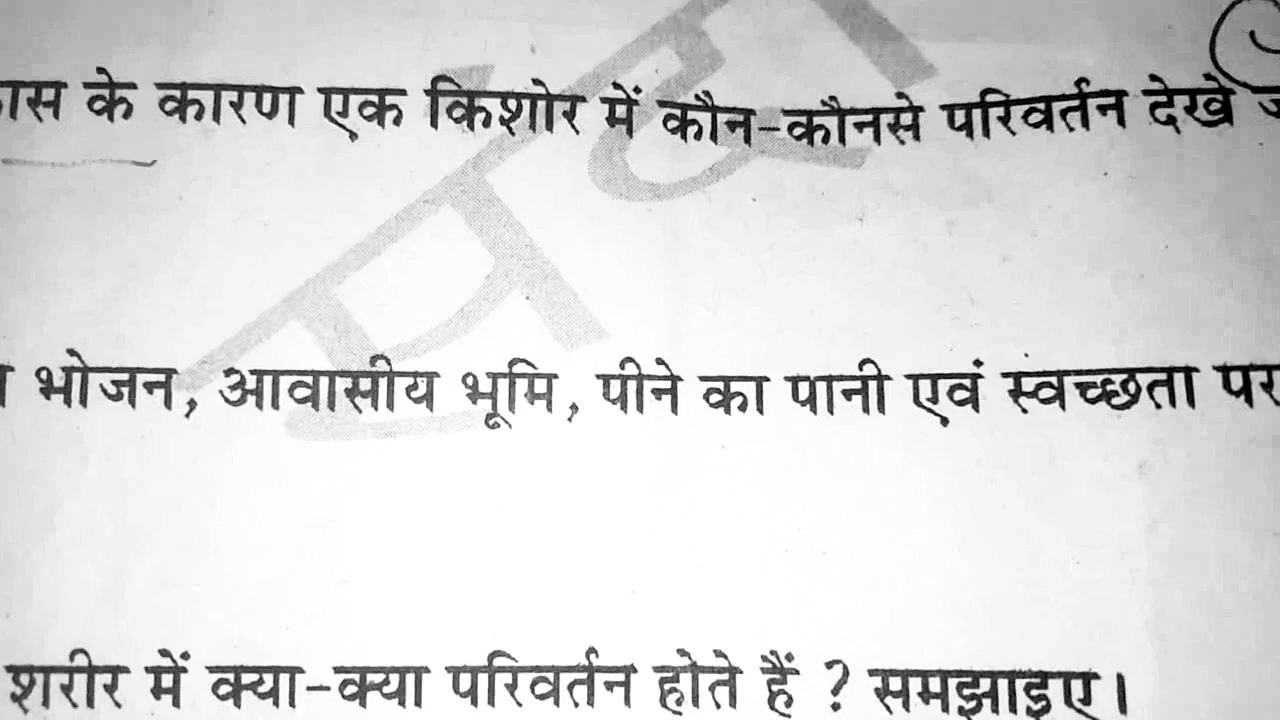 के कारण एक किशोर में कौन-कौनसे परिवर्तन देखे
भोजन, आवासीय भूमि, पीने का पानी एवं स्वच्छता पर
शरीर में क्या-क्या परिवर्तन होते हैं ? समझाइए।